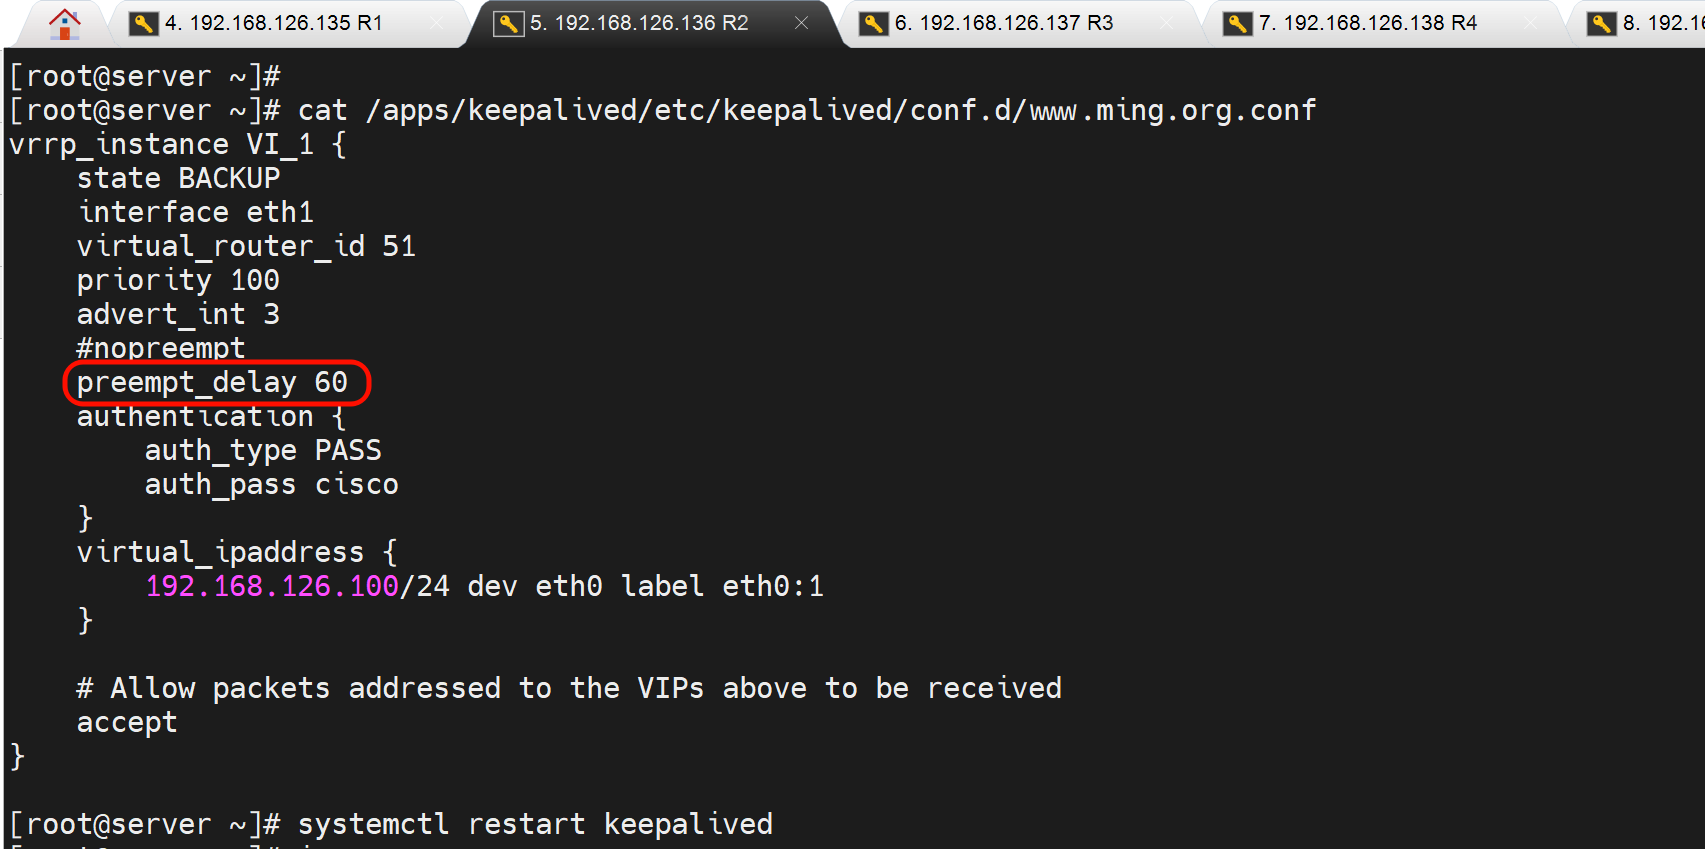 4. 192.168.126.135 R1
5. 192.168.126.136 R2
6. 192.168.126.137 R3
7. 192.168.126.138 R4
[root@server ~]#
[root@server ~]# cat /apps/keepalived/etc/keepalived/conf.d/www.ming.org.conf
vrrp_instance VI_1 {
    state BACKUP
    interface eth1
    virtual_router_id 51
    priority 100
    advert_int 3
    #nopreempt
    preempt_delay 60
    authentication {
        auth_type PASS
        auth_pass cisco
    }
    virtual_ipaddress {
        192.168.126.100/24 dev eth0 label eth0:1
    }
    # Allow packets addressed to the VIPs above to be received
    accept
}
[root@server ~]# systemctl restart keepalived